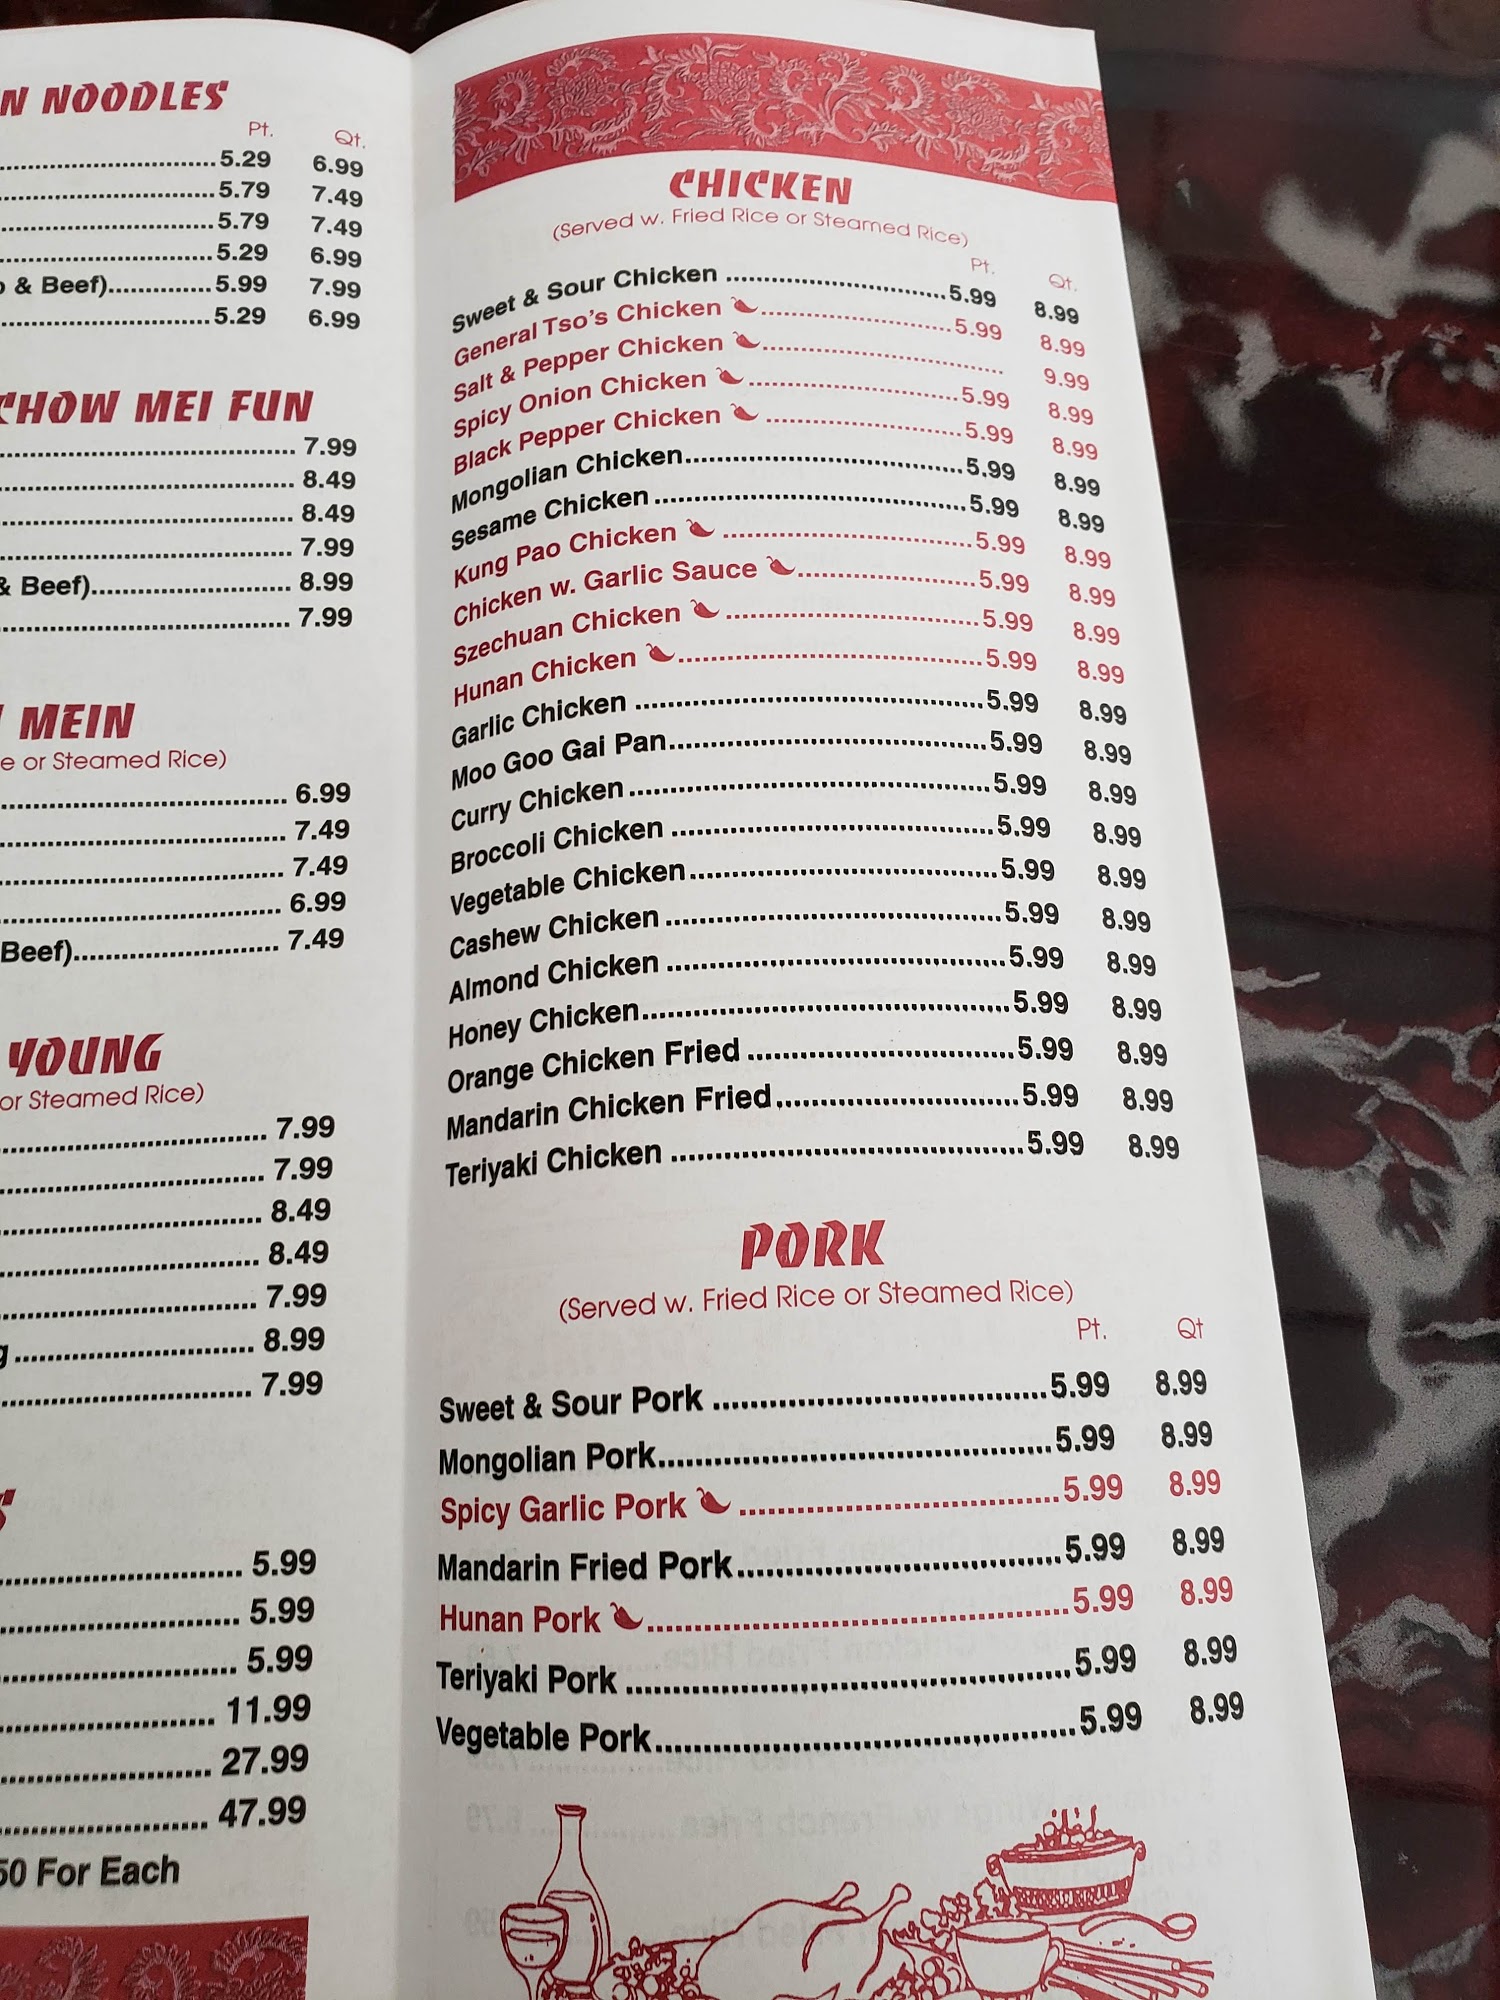 N NOODLES
Pt. Qt.
5.29 6.99
5.79 7.49
5.79 7.49
5.29 6.99
& Beef) 5.99 7.99
5.29 6.99
CHOW MEI FUN
7.99
8.49
8.49
7.99
& Beef) 8.99
7.99
MEIN
e or Steamed Rice)
6.99
7.49
7.49
6.99
Beef) 7.49
YOUNG
or Steamed Rice)
7.99
7.99
8.49
8.49
7.99
g 8.99
7.99
S
5.99
5.99
5.99
11.99
27.99
47.99
50 For Each
CHICKEN
(Served w. Fried Rice or Steamed Rice)
Pt. Qt.
Sweet & Sour Chicken 5.99 8.99
General Tso's Chicken 5.99 8.99
Salt & Pepper Chicken 9.99
Spicy Onion Chicken 5.99 8.99
Black Pepper Chicken 5.99 8.99
Mongolian Chicken 5.99 8.99
Sesame Chicken 5.99 8.99
Kung Pao Chicken 5.99 8.99
Chicken w. Garlic Sauce 5.99 8.99
Szechuan Chicken 5.99 8.99
Hunan Chicken 5.99 8.99
Garlic Chicken 5.99 8.99
Moo Goo Gai Pan 5.99 8.99
Curry Chicken 5.99 8.99
Broccoli Chicken 5.99 8.99
Vegetable Chicken 5.99 8.99
Cashew Chicken 5.99 8.99
Almond Chicken 5.99 8.99
Honey Chicken 5.99 8.99
Orange Chicken Fried 5.99 8.99
Mandarin Chicken Fried 5.99 8.99
Teriyaki Chicken 5.99 8.99
PORK
(Served w. Fried Rice or Steamed Rice)
Pt. Qt
Sweet & Sour Pork 5.99 8.99
Mongolian Pork 5.99 8.99
Spicy Garlic Pork 5.99 8.99
Mandarin Fried Pork 5.99 8.99
Hunan Pork 5.99 8.99
Teriyaki Pork 5.99 8.99
Vegetable Pork 5.99 8.99